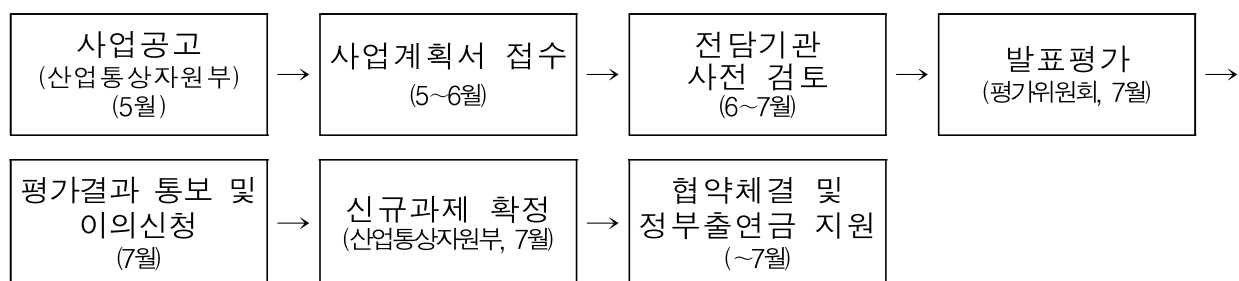 사업공고
(산업통상자원부)
(5월)
→
사업계획서 접수
(5~6월)
→
전담기관
사전 검토
(6~7월)
→
발표평가
(평가위원회, 7월)
→
평가결과 통보 및
이의신청
(7월)
→
신규과제 확정
(산업통상자원부, 7월)
→
협약체결 및
정부출연금 지원
(~7월)